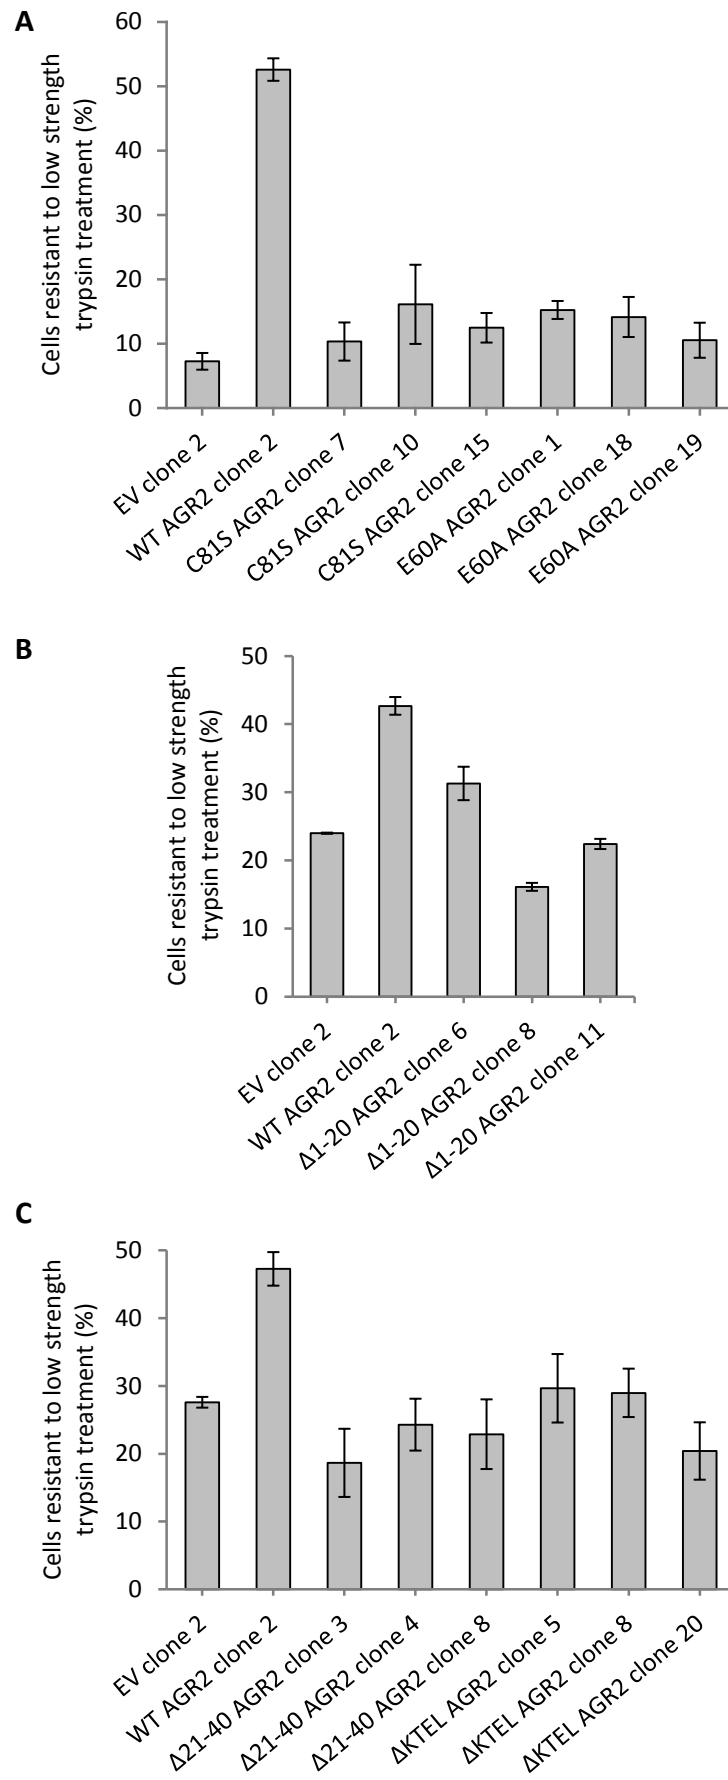 A
Cells resistant to low strength
trypsin treatment (%)
60
50
40
30
20
10
0
EV clone 2
WT AGR2 clone 2
C81S AGR2 clone 7
C81S AGR2 clone 10
C81S AGR2 clone 15
E60A AGR2 clone 1
E60A AGR2 clone 18
E60A AGR2 clone 19
B
Cells resistant to low strength
trypsin treatment (%)
50
40
30
20
10
0
EV clone 2
WT AGR2 clone 2
Δ1-20 AGR2 clone 6
Δ1-20 AGR2 clone 8
Δ1-20 AGR2 clone 11
C
Cells resistant to low strength
trypsin treatment (%)
50
40
30
20
10
0
EV clone 2
WT AGR2 clone 2
Δ21-40 AGR2 clone 3
Δ21-40 AGR2 clone 4
Δ21-40 AGR2 clone 8
ΔKTEL AGR2 clone 5
ΔKTEL AGR2 clone 8
ΔKTEL AGR2 clone 20